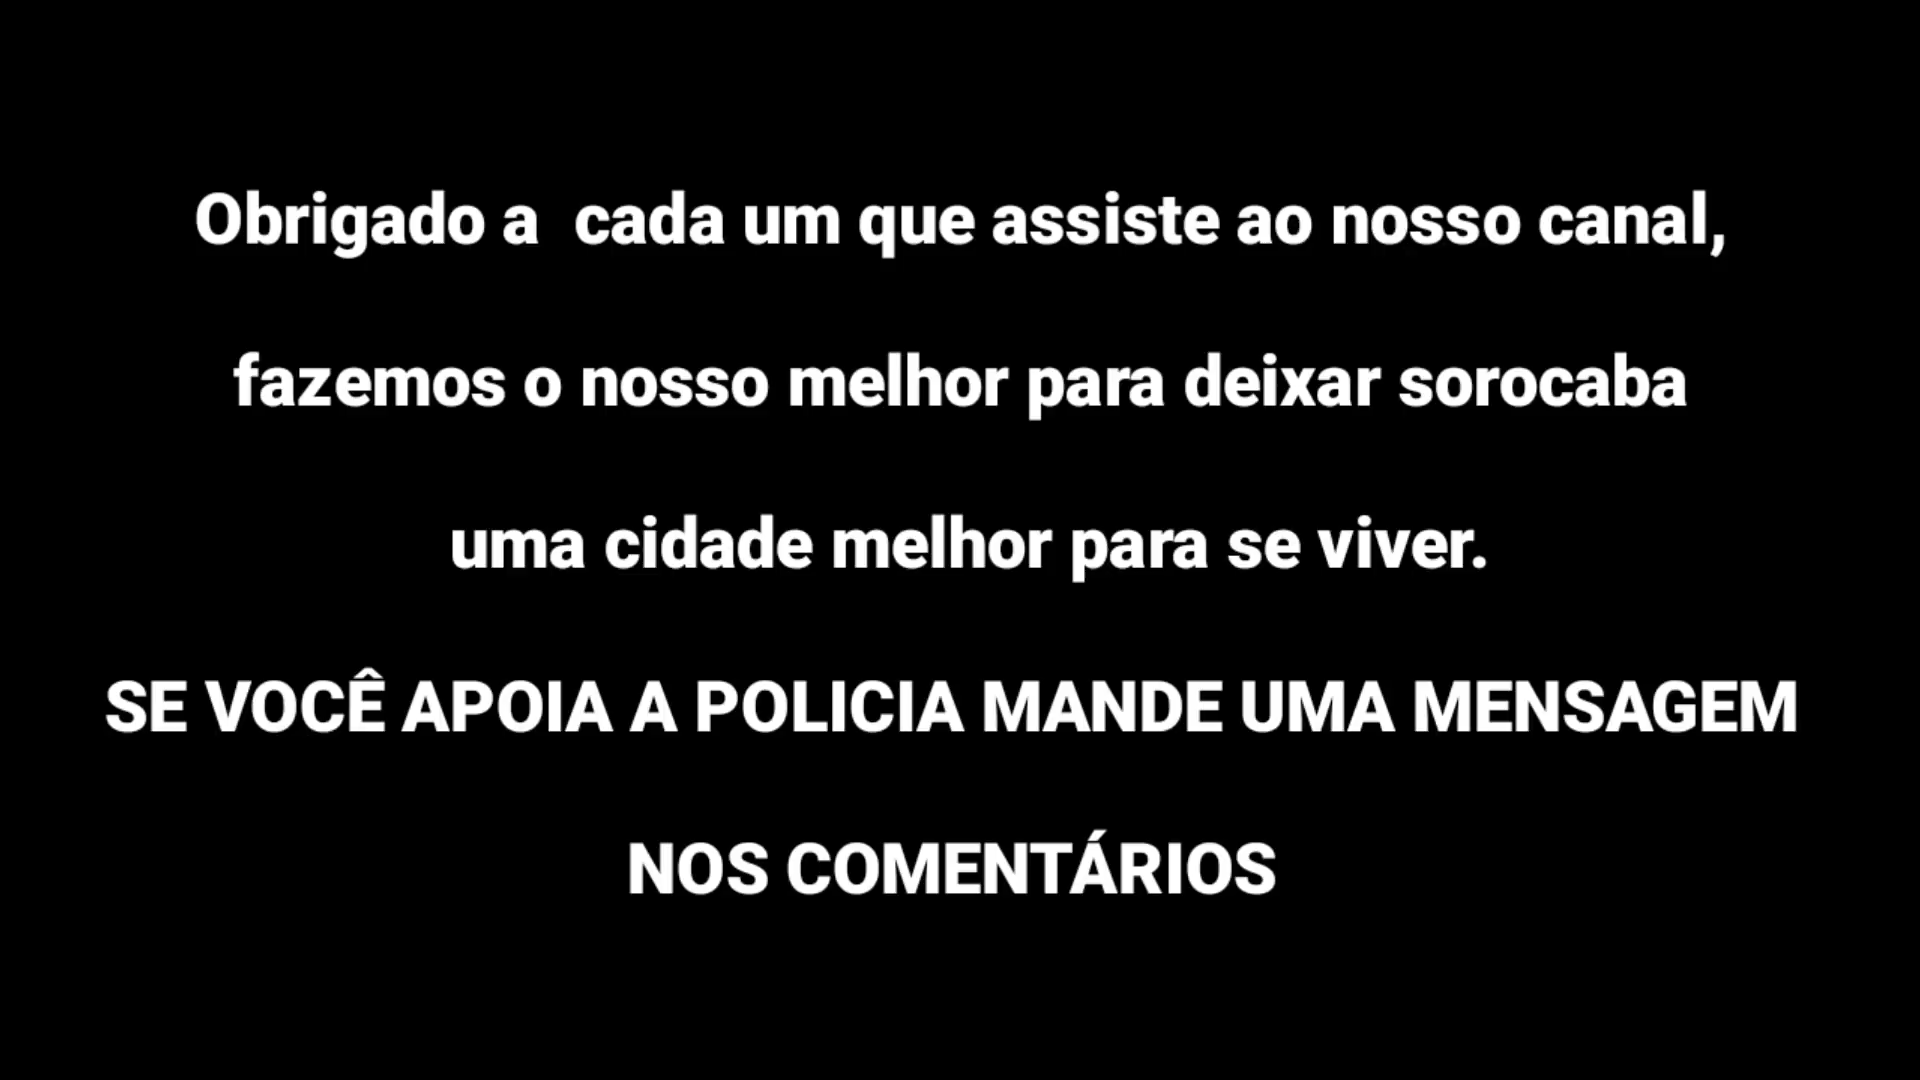 Obrigado a  cada um que assiste ao nosso canal,
fazemos o nosso melhor para deixar sorocaba
uma cidade melhor para se viver.
SE VOCÊ APOIA A POLICIA MANDE UMA MENSAGEM
NOS COMENTÁRIOS